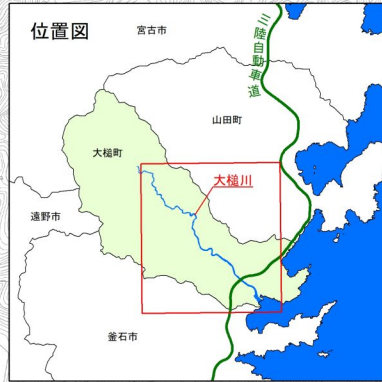 位置図
宮古市
三陸自動車道
山田町
大槌町
大槌川
遠野市
釜石市